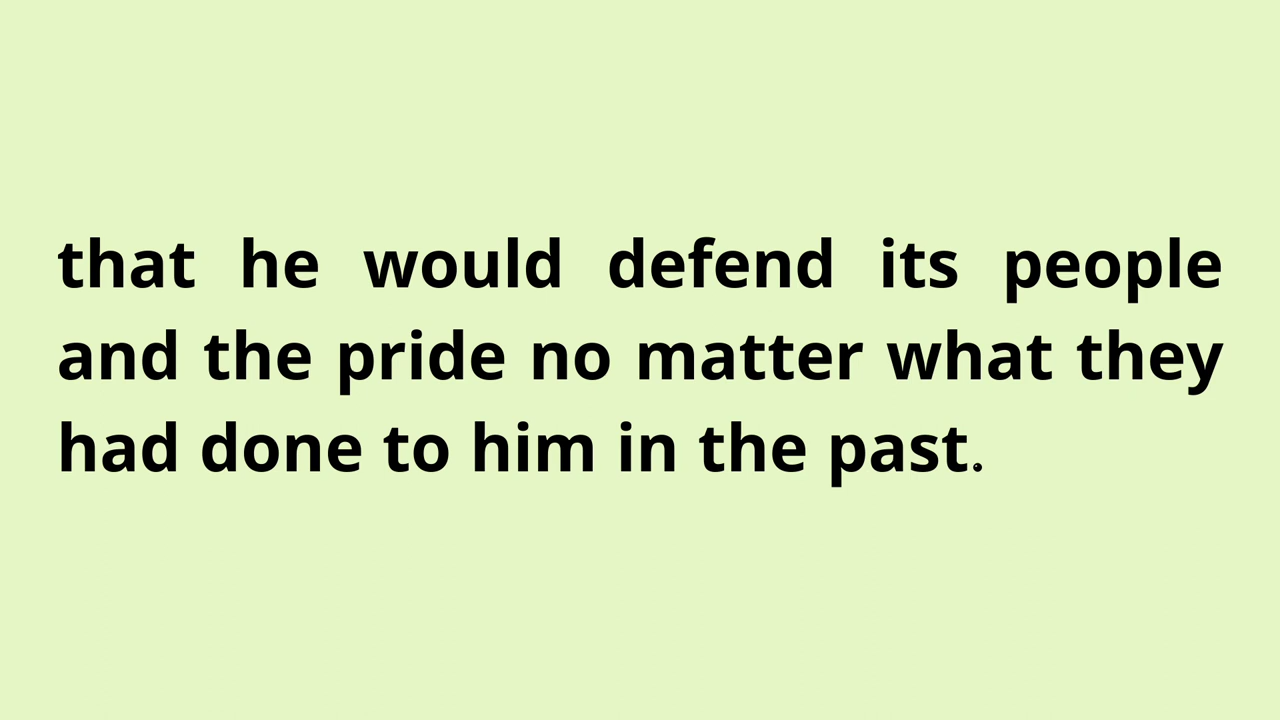 that he would defend its people
and the pride no matter what they
had done to him in the past.